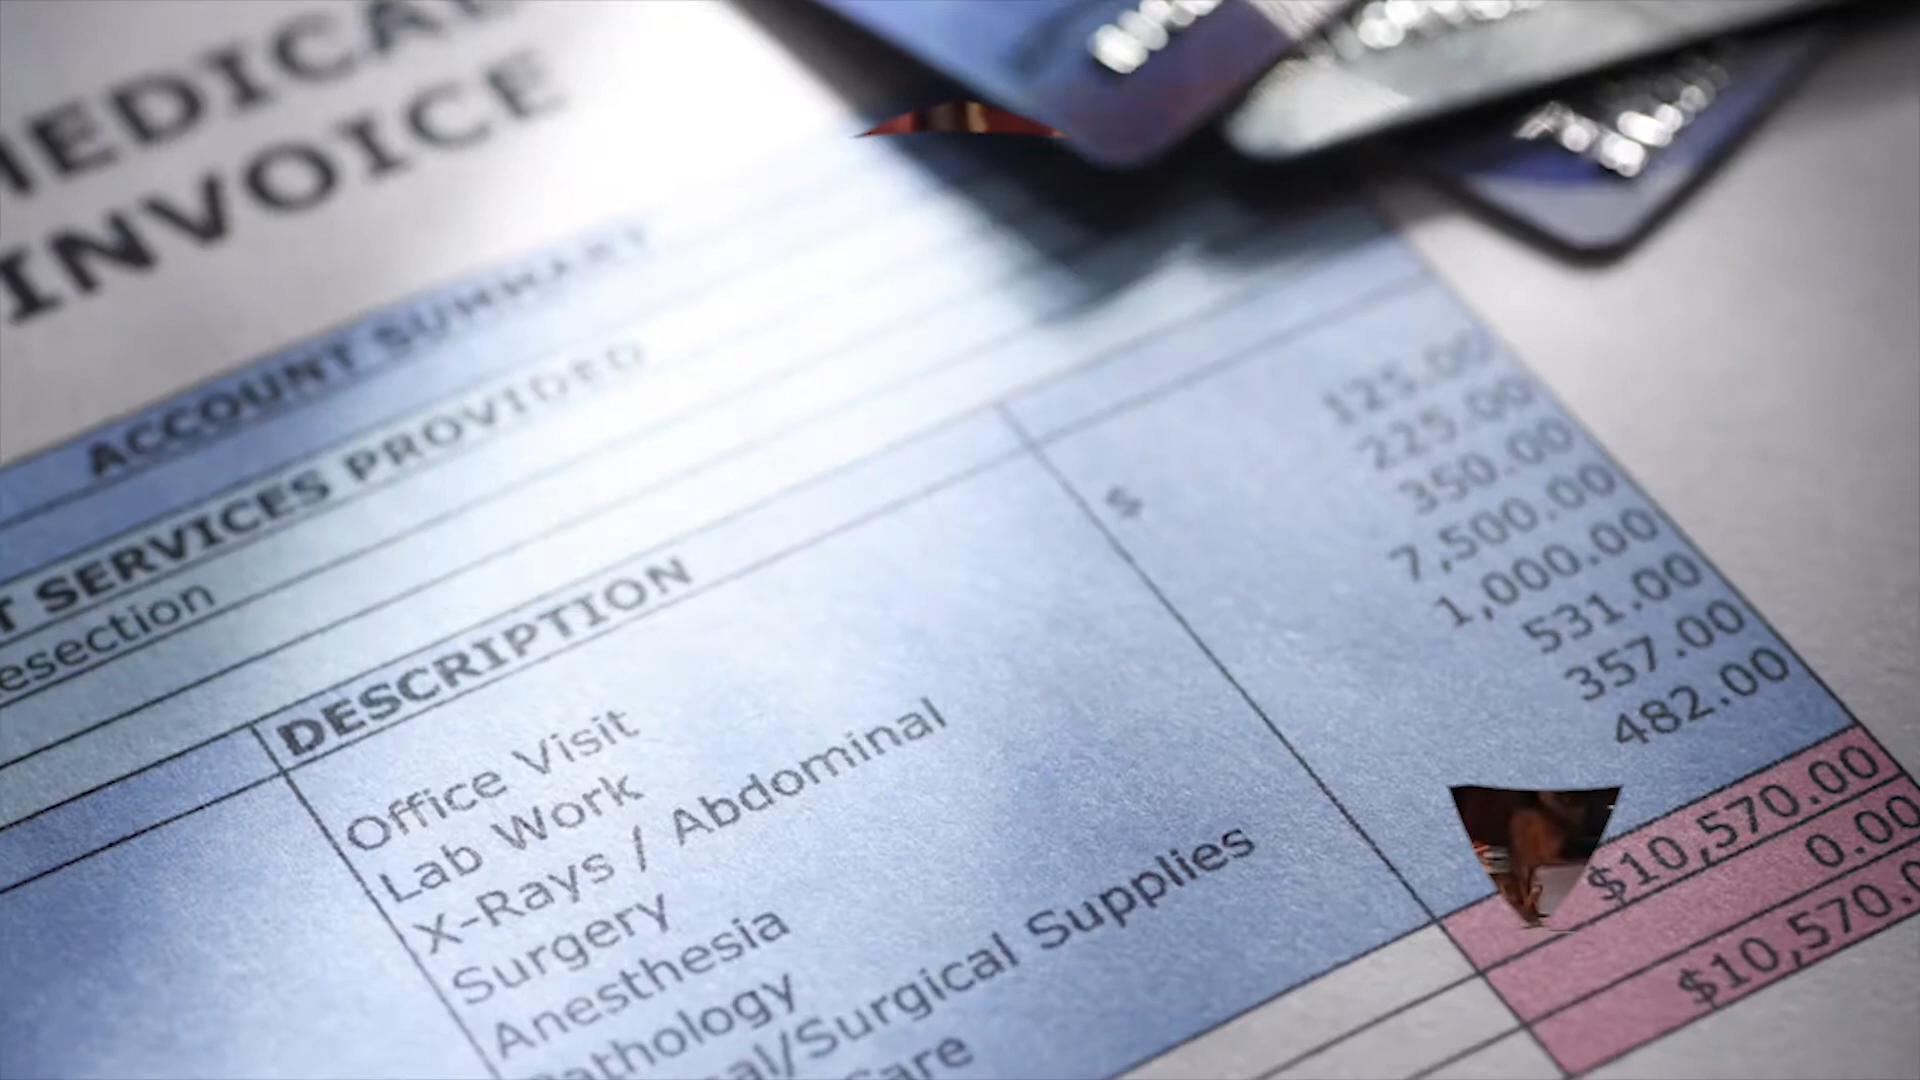 MEDICAL
INVOICE
ACCOUNT SUMMARY
T SERVICES PROVIDED
esection
DESCRIPTION
Office Visit $ 125.00
Lab Work 225.00
X-Rays / Abdominal 350.00
Surgery 7,500.00
Anesthesia 1,000.00
Pathology 531.00
al/Surgical Supplies 357.00
are 482.00
$10,570.00
0.00
$10,570.0